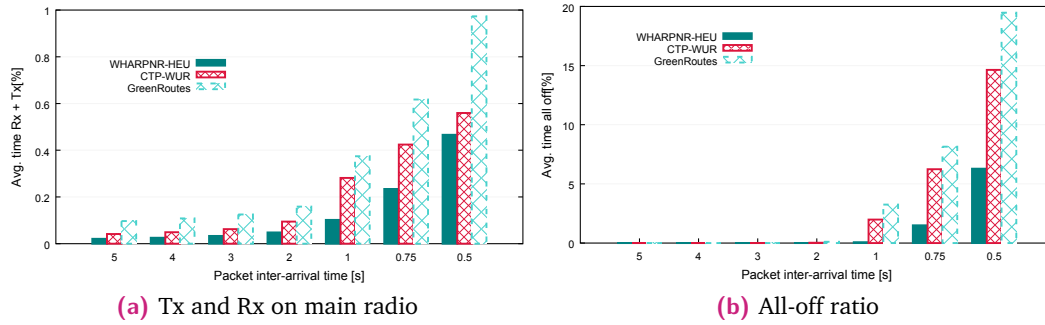 1
0.8
0.6
0.4
0.2
0
Avg. time Rx + Tx[%]
WHARPNR-HEU
CTP-WUR
GreenRoutes
5 4 3 2 1 0.75 0.5
Packet inter-arrival time [s]
(a) Tx and Rx on main radio
20
15
10
5
0
Avg. time all off[%]
WHARPNR-HEU
CTP-WUR
GreenRoutes
5 4 3 2 1 0.75 0.5
Packet inter-arrival time [s]
(b) All-off ratio